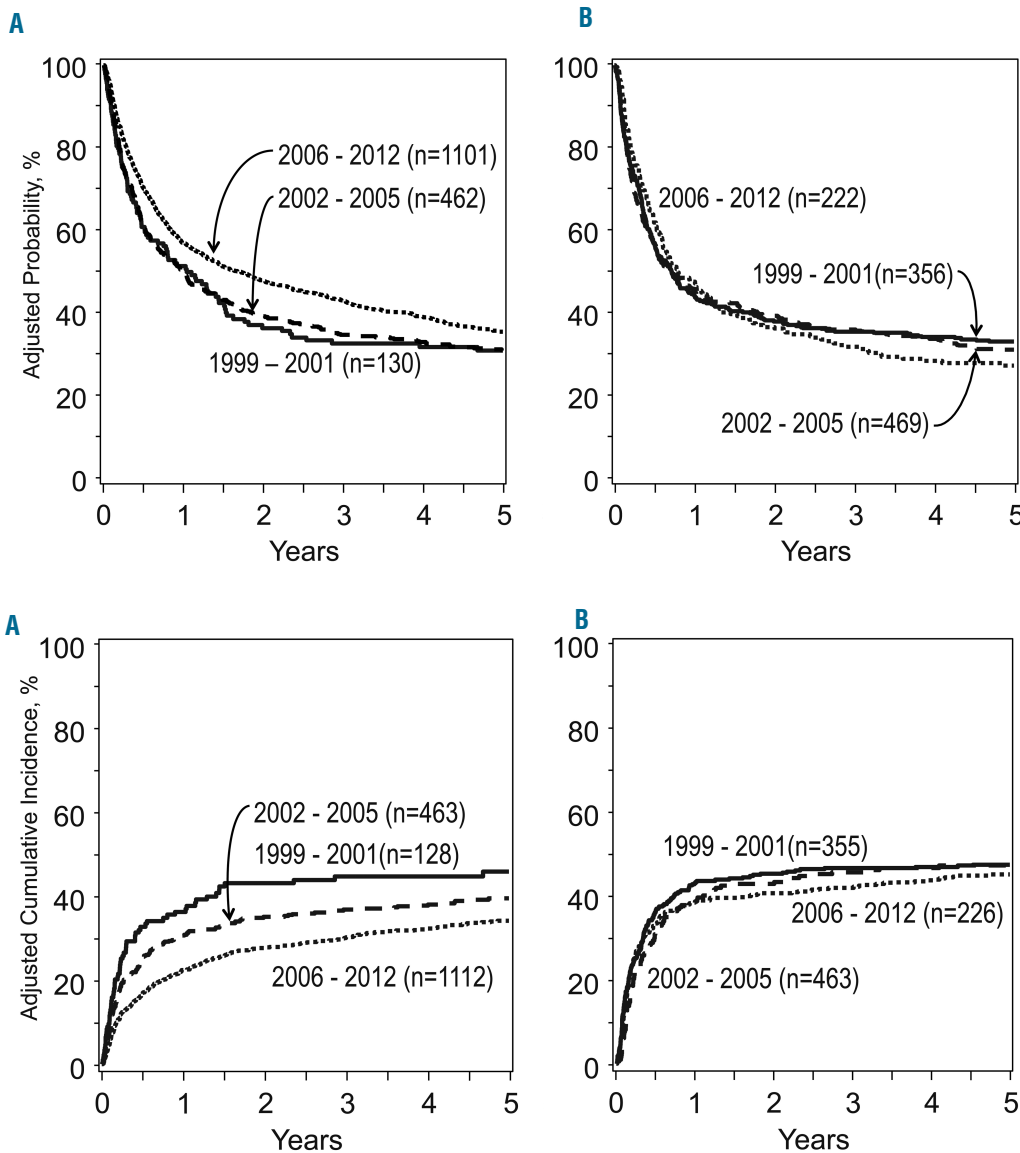 A
Adjusted Probability, %
100
80
60
40
20
0
2006 - 2012 (n=1101)
2002 - 2005 (n=462)
1999 – 2001 (n=130)
0 1 2 3 4 5
Years
B
100
80
60
40
20
0
2006 - 2012 (n=222)
1999 - 2001(n=356)
2002 - 2005 (n=469)
0 1 2 3 4 5
Years
A
Adjusted Cumulative Incidence, %
100
80
60
40
20
0
2002 - 2005 (n=463)
1999 - 2001(n=128)
2006 - 2012 (n=1112)
0 1 2 3 4 5
Years
B
100
80
60
40
20
0
1999 - 2001(n=355)
2006 - 2012 (n=226)
2002 - 2005 (n=463)
0 1 2 3 4 5
Years